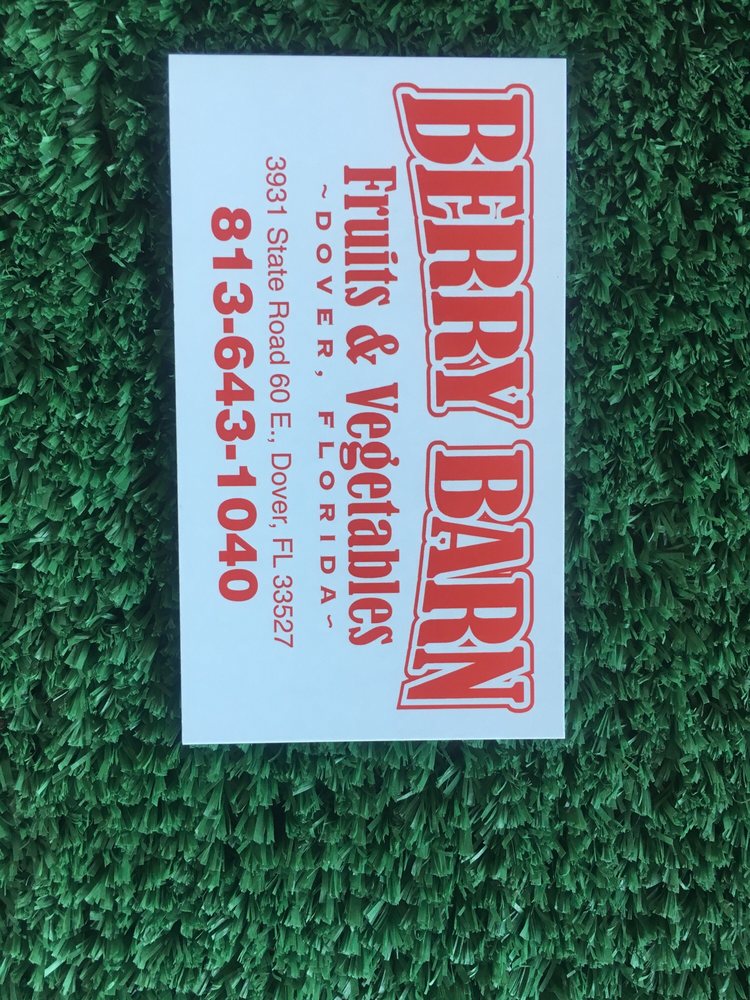 BERRY BARN
Fruits & Vegetables
~DOVER, FLORIDA~
3931 State Road 60 E., Dover, FL 33527
813-643-1040